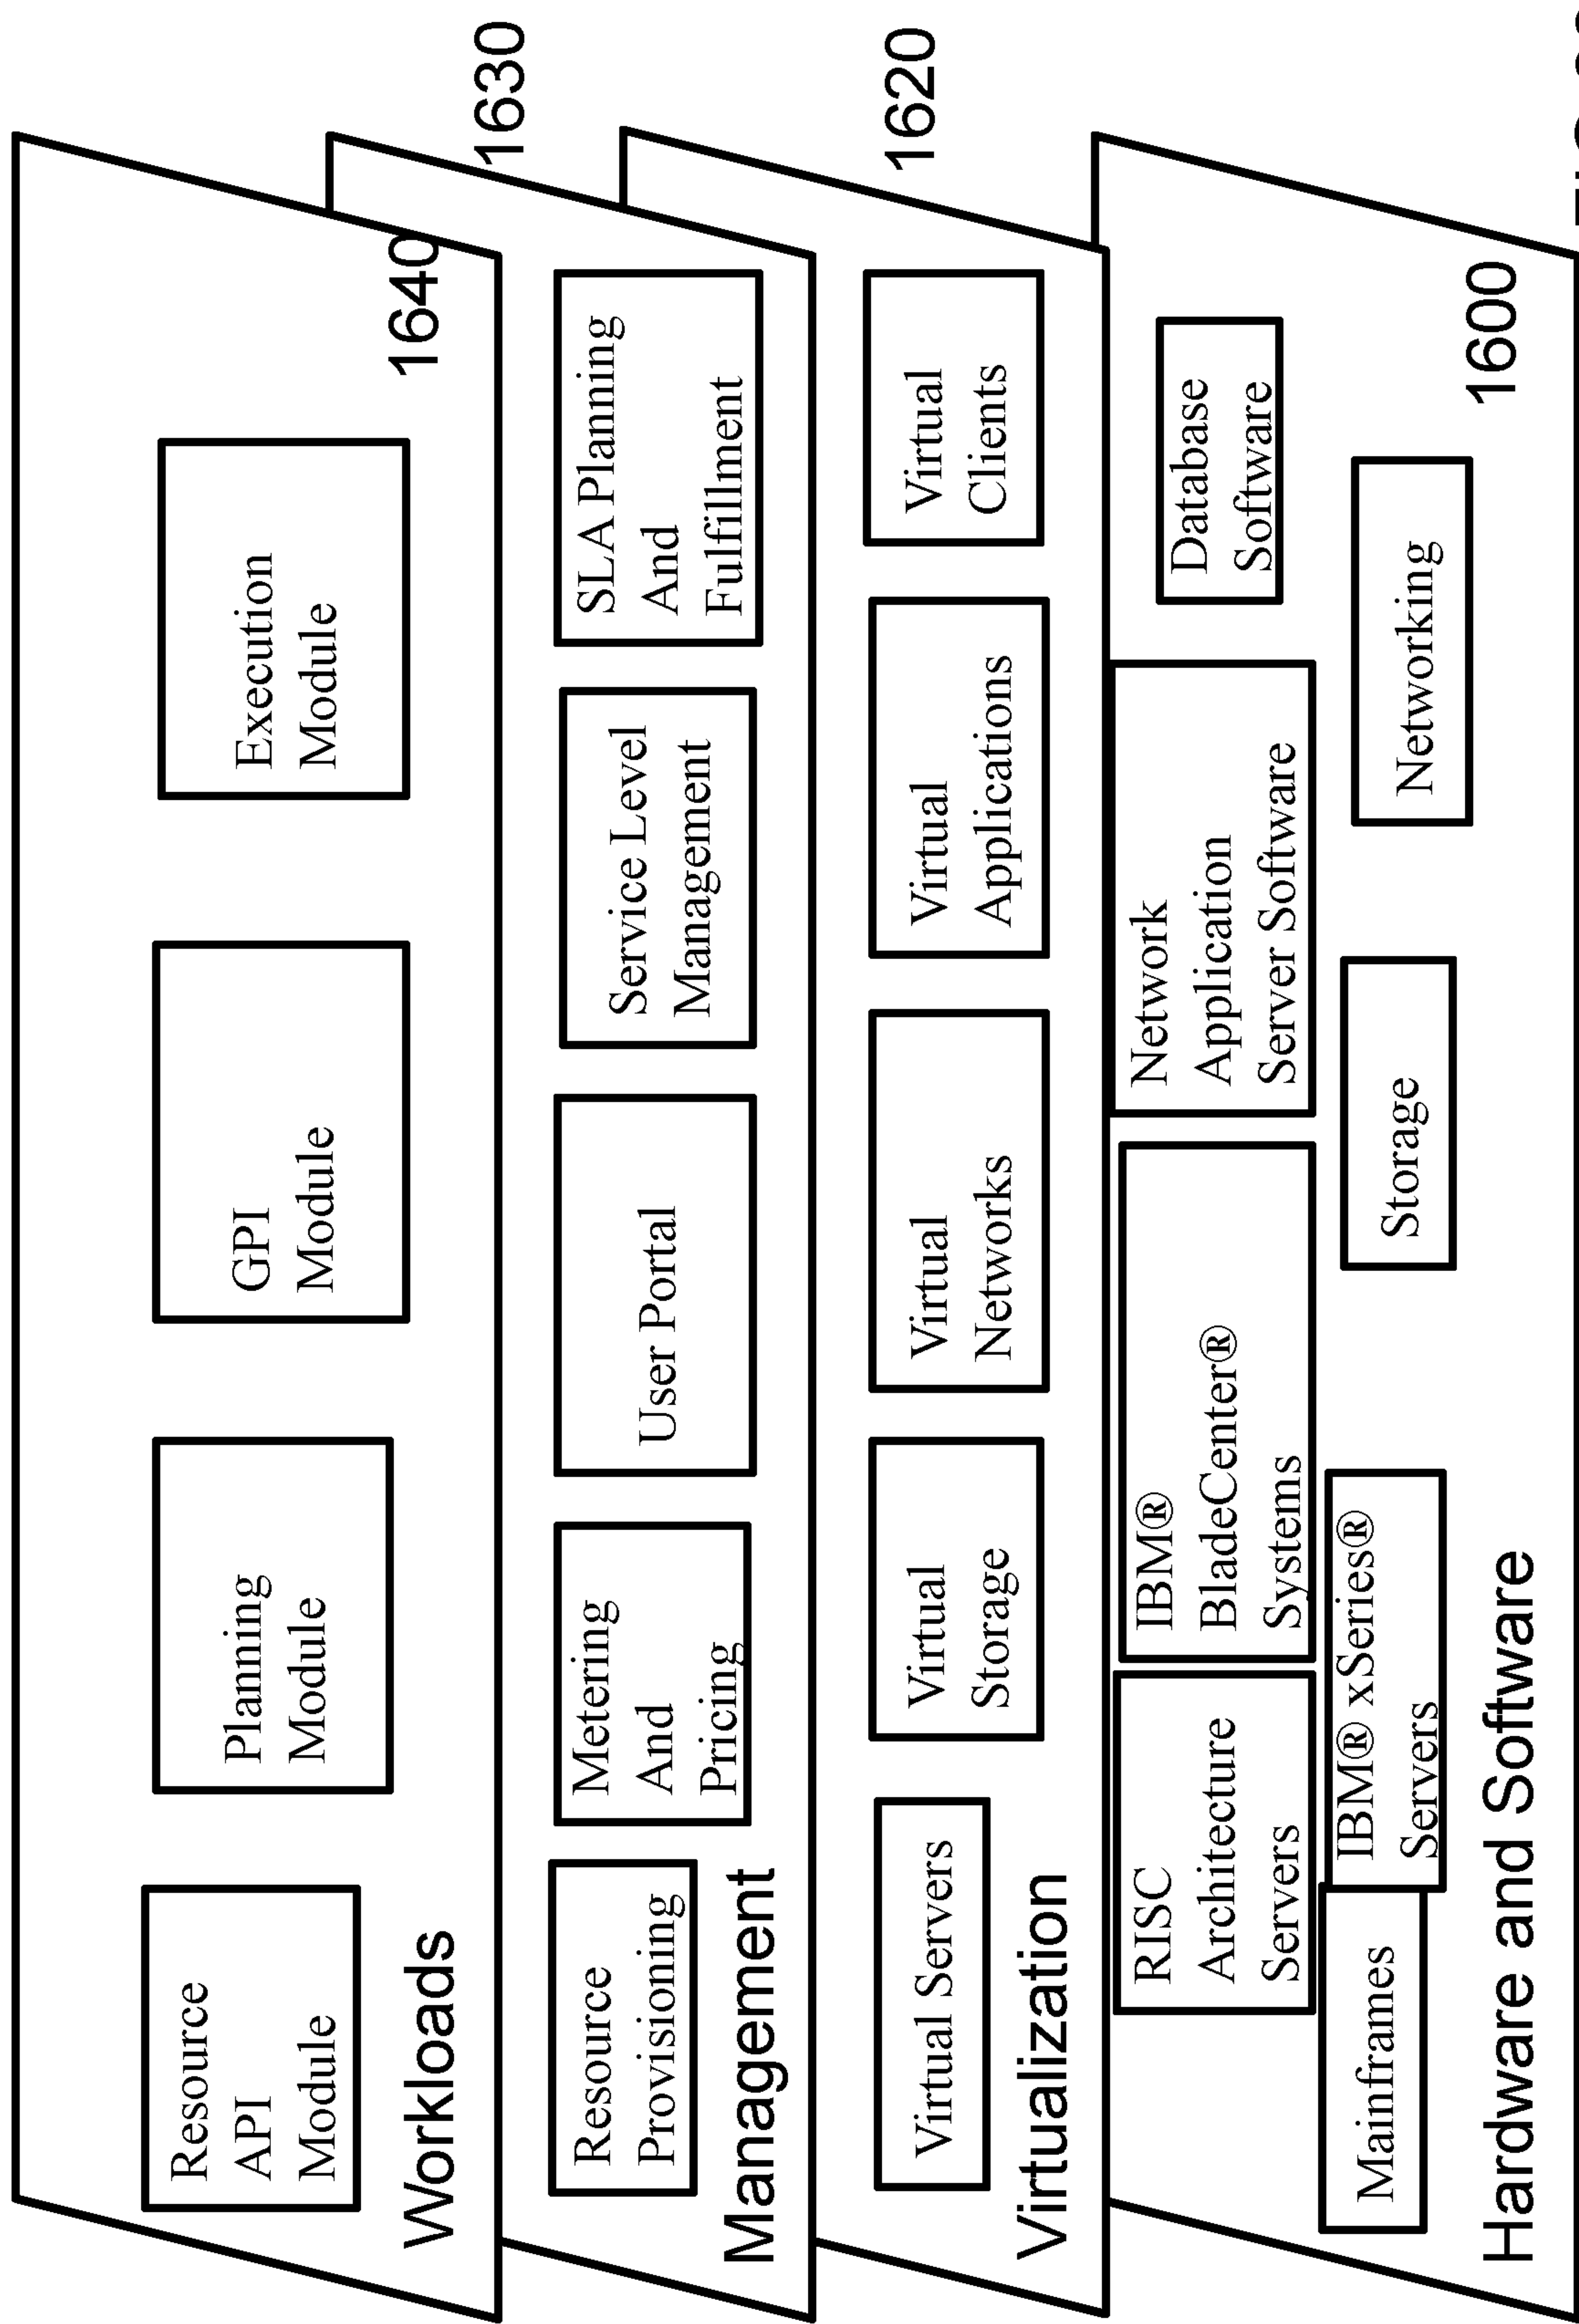 Resource
API
Module
Planning
Module
GPI
Module
Execution
Module
Workloads
1640
Resource
Provisioning
Metering
And
Pricing
User Portal
Service Level
Management
SLA Planning
And
Fulfillment
Management
1630
Virtual Servers
Virtual
Storage
Virtual
Networks
Virtual
Applications
Virtual
Clients
Virtualization
1620
RISC
Architecture
Servers
IBM®
BladeCenter®
Systems
Network
Application
Server Software
Database
Software
Mainframes
IBM® xSeries®
Servers
Storage
Networking
Hardware and Software
1600